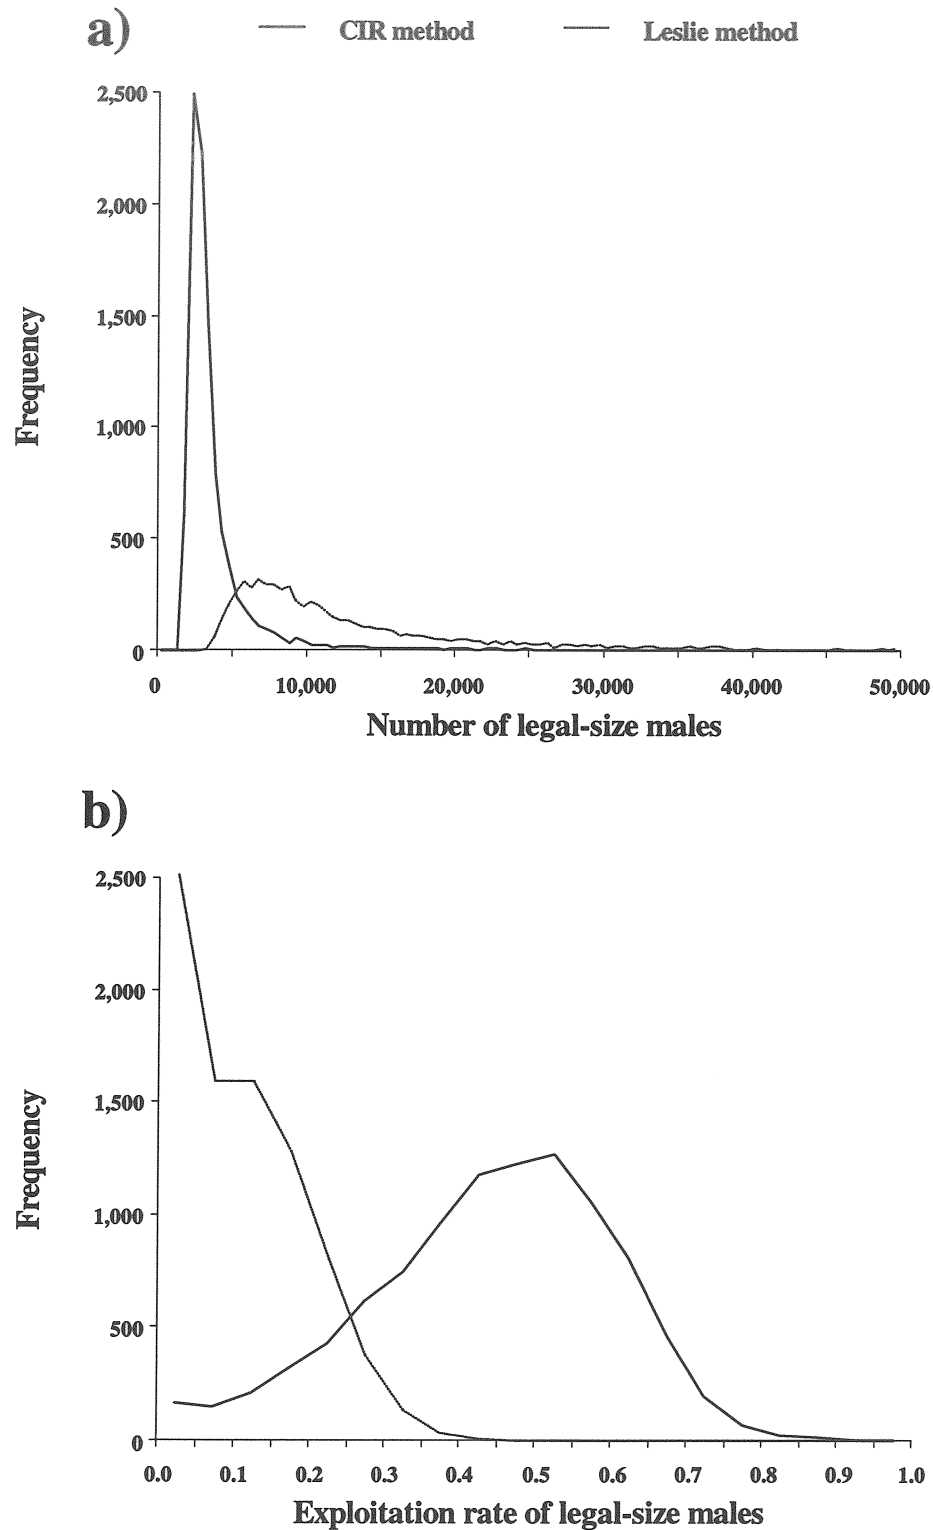 a) CIR method Leslie method
2,500
2,000
1,500
1,000
500
0
Frequency
0 10,000 20,000 30,000 40,000 50,000
Number of legal-size males
b)
2,500
2,000
1,500
1,000
500
0
Frequency
0.0 0.1 0.2 0.3 0.4 0.5 0.6 0.7 0.8 0.9 1.0
Exploitation rate of legal-size males